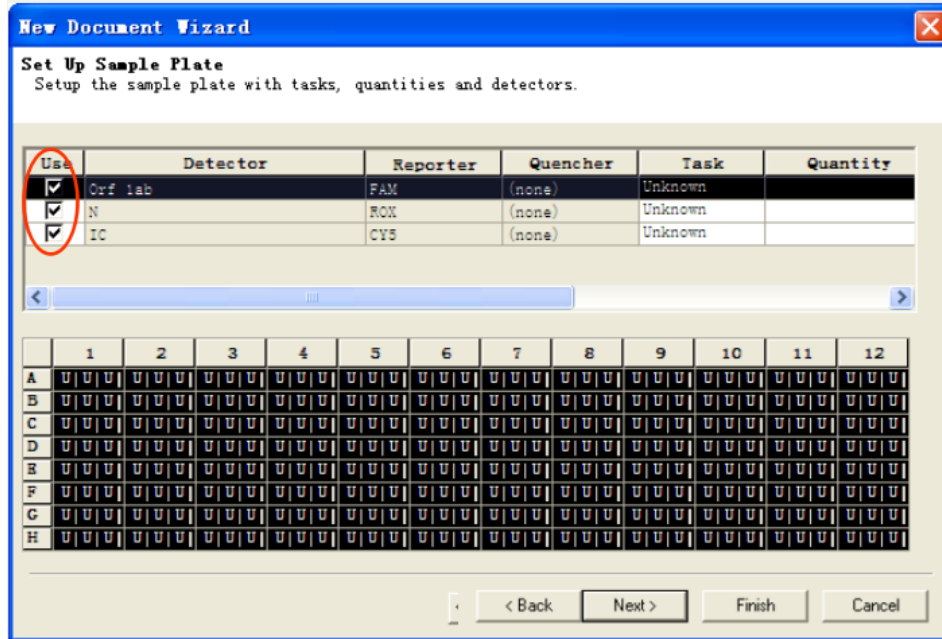 New Document Wizard
Set Up Sample Plate
Setup the sample plate with tasks, quantities and detectors.
Use Detector Reporter Quencher Task Quantity
Orf 1ab FAM (none) Unknown
N ROX (none) Unknown
IC CY5 (none) Unknown
1 2 3 4 5 6 7 8 9 10 11 12
A U|U|U| U|U|U| U|U|U| U|U|U| U|U|U| U|U|U| U|U|U| U|U|U| U|U|U| U|U|U| U|U|U| U|U|U|
B U|U|U| U|U|U| U|U|U| U|U|U| U|U|U| U|U|U| U|U|U| U|U|U| U|U|U| U|U|U| U|U|U| U|U|U|
C U|U|U| U|U|U| U|U|U| U|U|U| U|U|U| U|U|U| U|U|U| U|U|U| U|U|U| U|U|U| U|U|U| U|U|U|
D U|U|U| U|U|U| U|U|U| U|U|U| U|U|U| U|U|U| U|U|U| U|U|U| U|U|U| U|U|U| U|U|U| U|U|U|
E U|U|U| U|U|U| U|U|U| U|U|U| U|U|U| U|U|U| U|U|U| U|U|U| U|U|U| U|U|U| U|U|U| U|U|U|
F U|U|U| U|U|U| U|U|U| U|U|U| U|U|U| U|U|U| U|U|U| U|U|U| U|U|U| U|U|U| U|U|U| U|U|U|
G U|U|U| U|U|U| U|U|U| U|U|U| U|U|U| U|U|U| U|U|U| U|U|U| U|U|U| U|U|U| U|U|U| U|U|U|
H U|U|U| U|U|U| U|U|U| U|U|U| U|U|U| U|U|U| U|U|U| U|U|U| U|U|U| U|U|U| U|U|U| U|U|U|
< Back Next > Finish Cancel